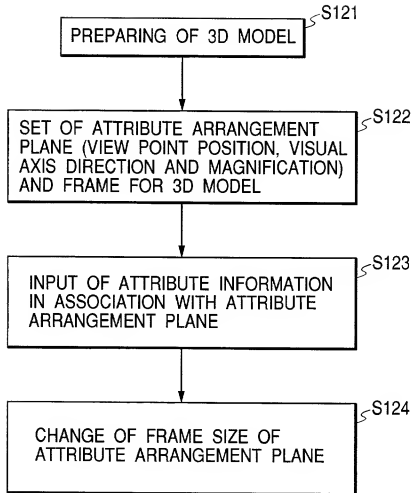 S121
PREPARING OF 3D MODEL
S122
SET OF ATTRIBUTE ARRANGEMENT
PLANE (VIEW POINT POSITION, VISUAL
AXIS DIRECTION AND MAGNIFICATION)
AND FRAME FOR 3D MODEL
S123
INPUT OF ATTRIBUTE INFORMATION
IN ASSOCIATION WITH ATTRIBUTE
ARRANGEMENT PLANE
S124
CHANGE OF FRAME SIZE OF
ATTRIBUTE ARRANGEMENT PLANE